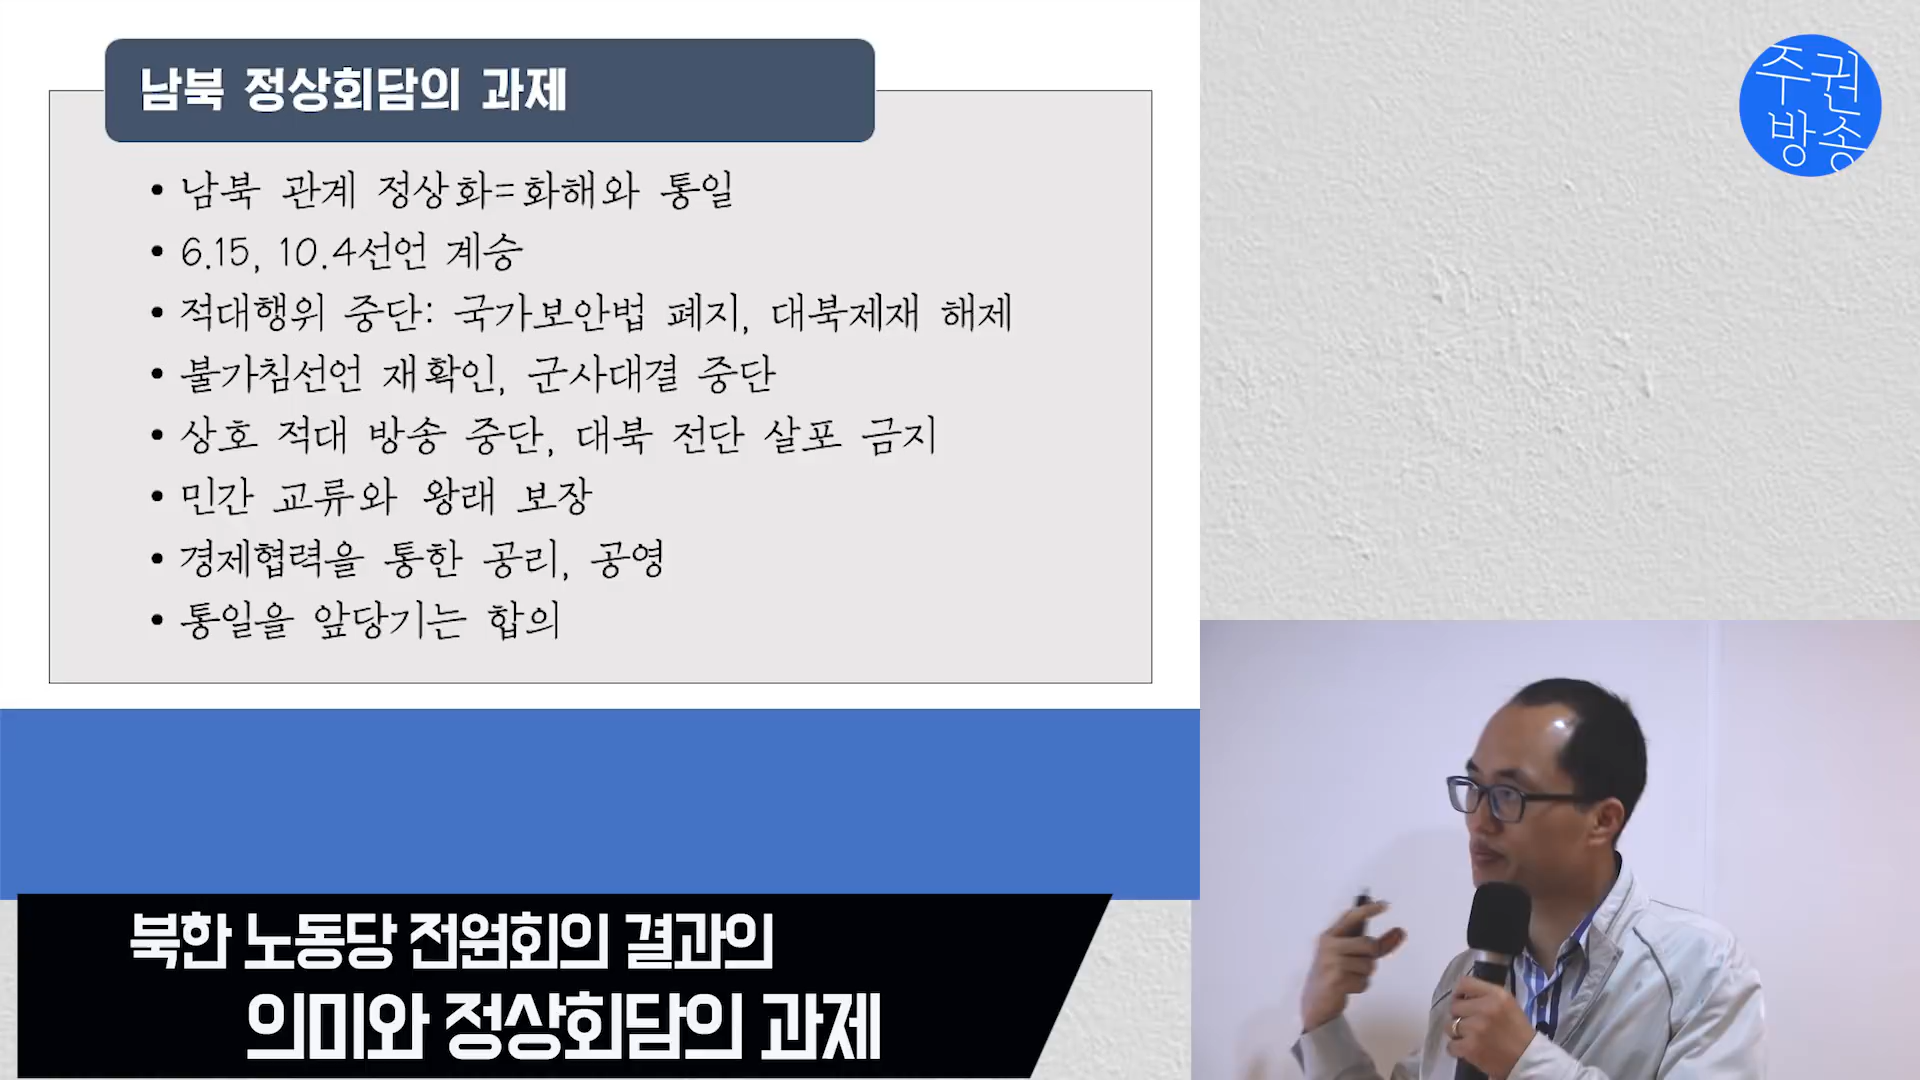 남북 정상회담의 과제
• 남북 관계 정상화=화해와 통일
• 6.15, 10.4선언 계승
• 적대행위 중단: 국가보안법 폐지, 대북제재 해제
• 불가침선언 재확인, 군사대결 중단
• 상호 적대 방송 중단, 대북 전단 살포 금지
• 민간 교류와 왕래 보장
• 경제협력을 통한 공리, 공영
• 통일을 앞당기는 합의
주권
방송
북한 노동당 전원회의 결과의
의미와 정상회담의 과제